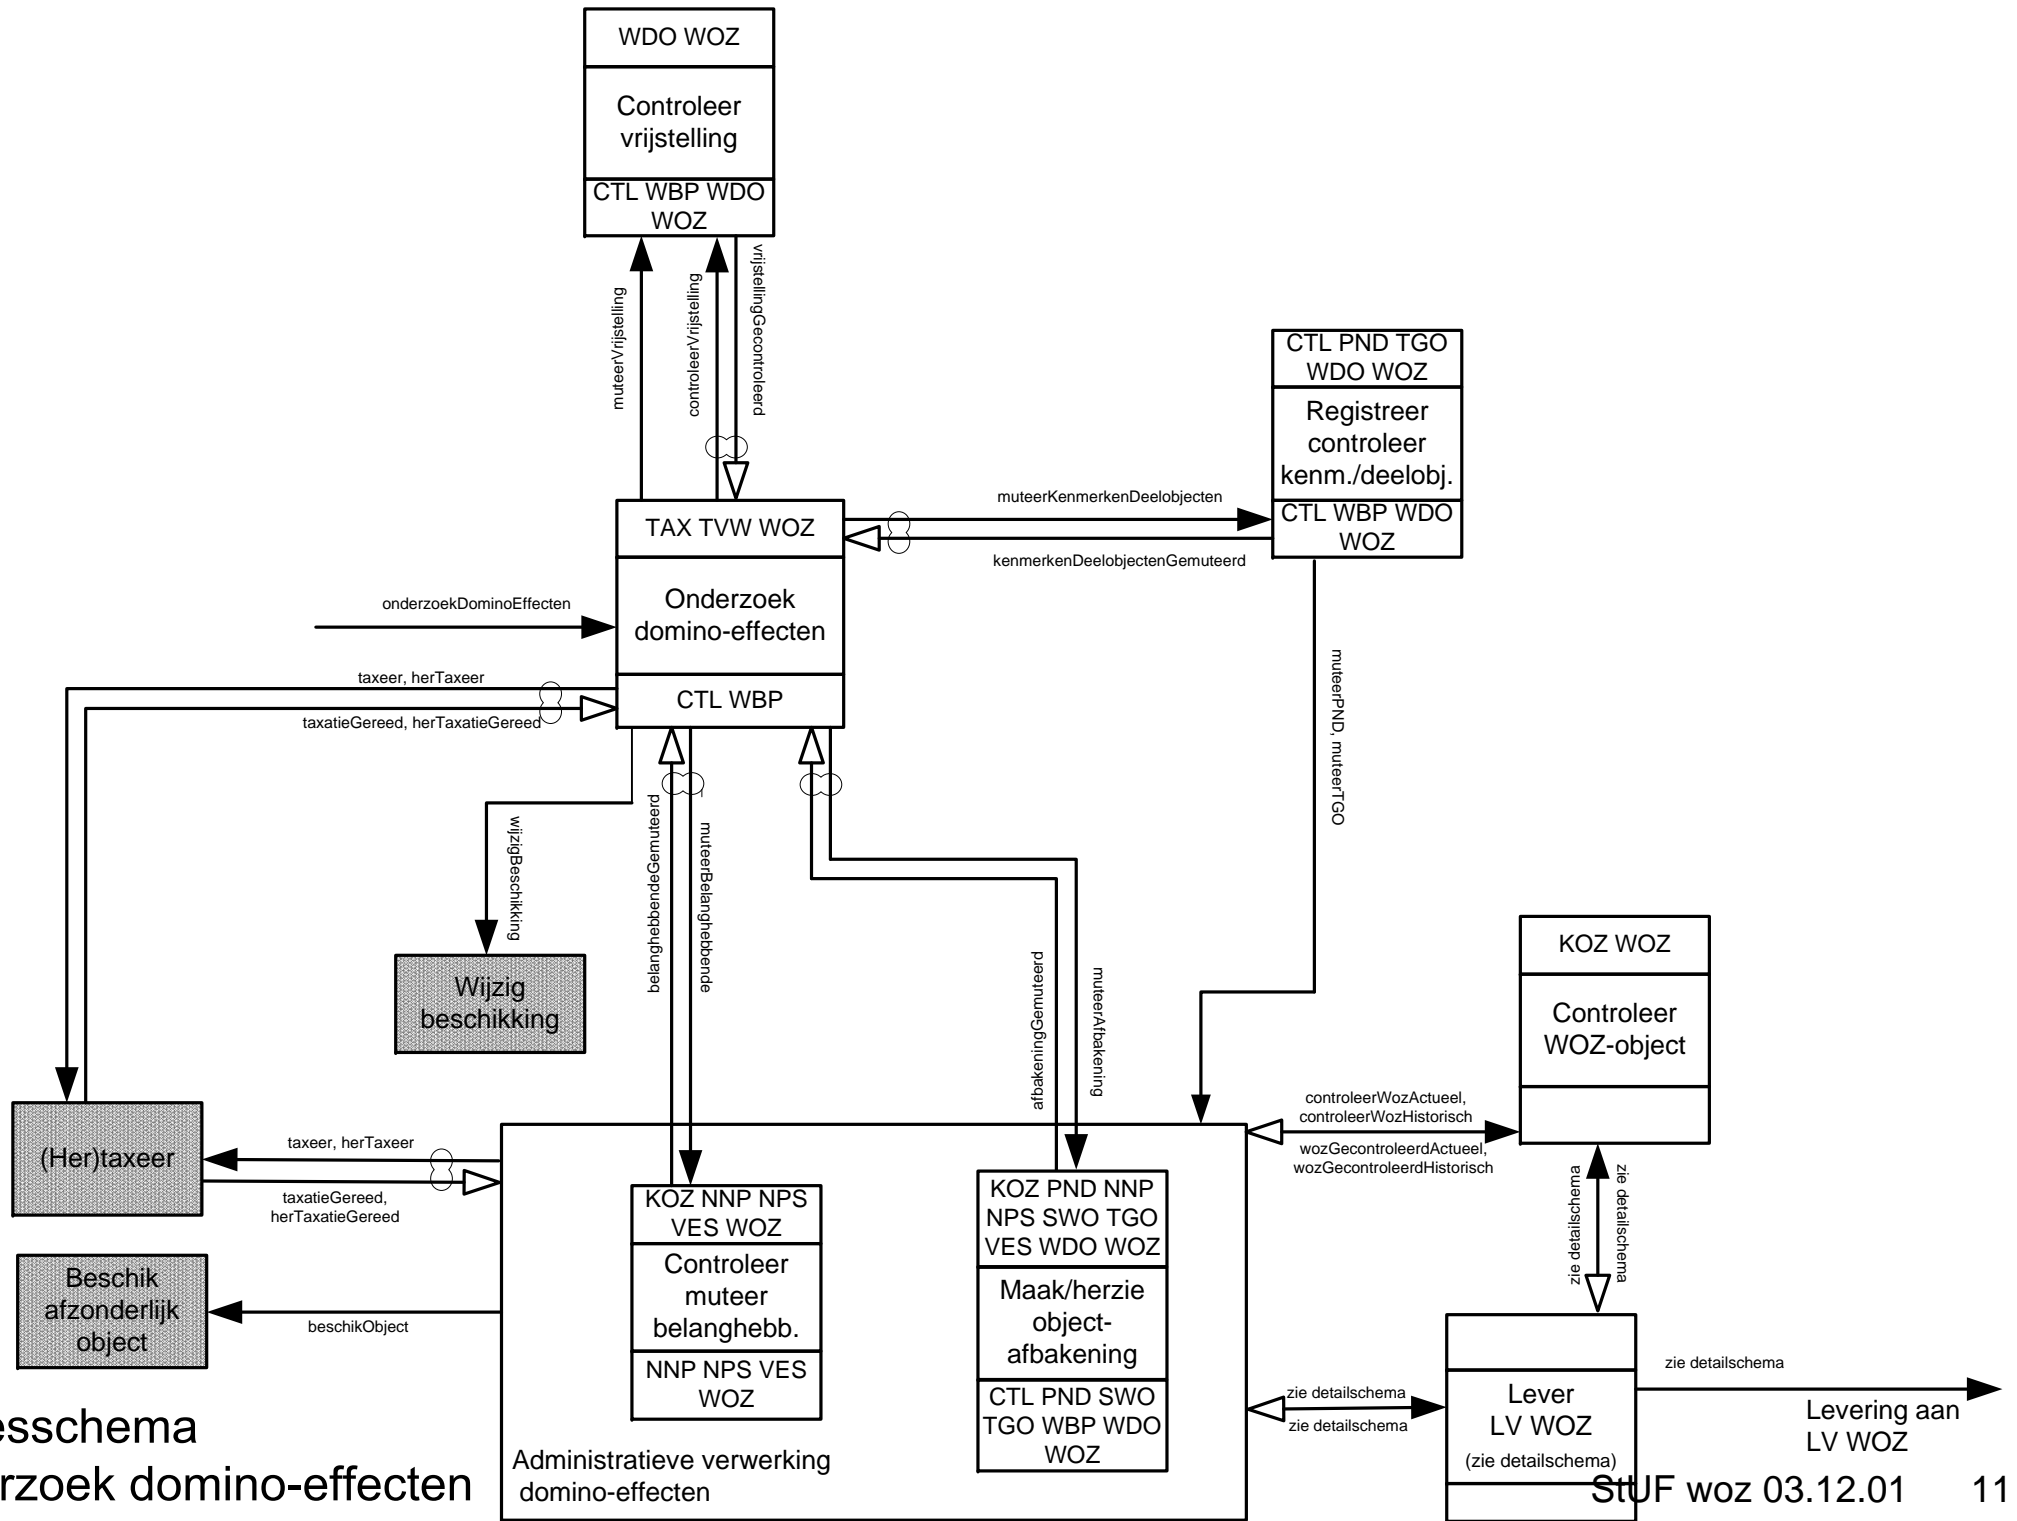 WDO WOZ
Controleer
vrijstelling
CTL WBP WDO
WOZ
muteerVrijstelling
controleerVrijstelling
vrijstellingGecontroleerd
CTL PND TGO
WDO WOZ
Registreer
controleer
kenm./deelobj.
CTL WBP WDO
WOZ
muteerKenmerkenDeelobjecten
kenmerkenDeelobjectenGemuteerd
TAX TVW WOZ
Onderzoek
domino-effecten
CTL WBP
onderzoekDominoEffecten
taxeer, herTaxeer
taxatieGereed, herTaxatieGereed
muteerPND, muteerTGO
wijzigBeschikking
belanghebbendeGemuteerd
muteerBelanghebbende
afbakeningGemuteerd
muteerAfbakening
Wijzig
beschikking
KOZ WOZ
Controleer
WOZ-object
controleerWozActueel,
controleerWozHistorisch
wozGecontroleerdActueel,
wozGecontroleerdHistorisch
(Her)taxeer
taxeer, herTaxeer
taxatieGereed,
herTaxatieGereed
KOZ NNP NPS
VES WOZ
Controleer
muteer
belanghebb.
NNP NPS VES
WOZ
KOZ PND NNP
NPS SWO TGO
VES WDO WOZ
Maak/herzie
object-
afbakening
CTL PND SWO
TGO WBP WDO
WOZ
zie detailschema
zie detailschema
Beschik
afzonderlijk
object
beschikObject
zie detailschema
zie detailschema
Lever
LV WOZ
(zie detailschema)
zie detailschema
Levering aan
LV WOZ
Administratieve verwerking
domino-effecten
esschema
rzoek domino-effecten
StUF woz 03.12.01 11